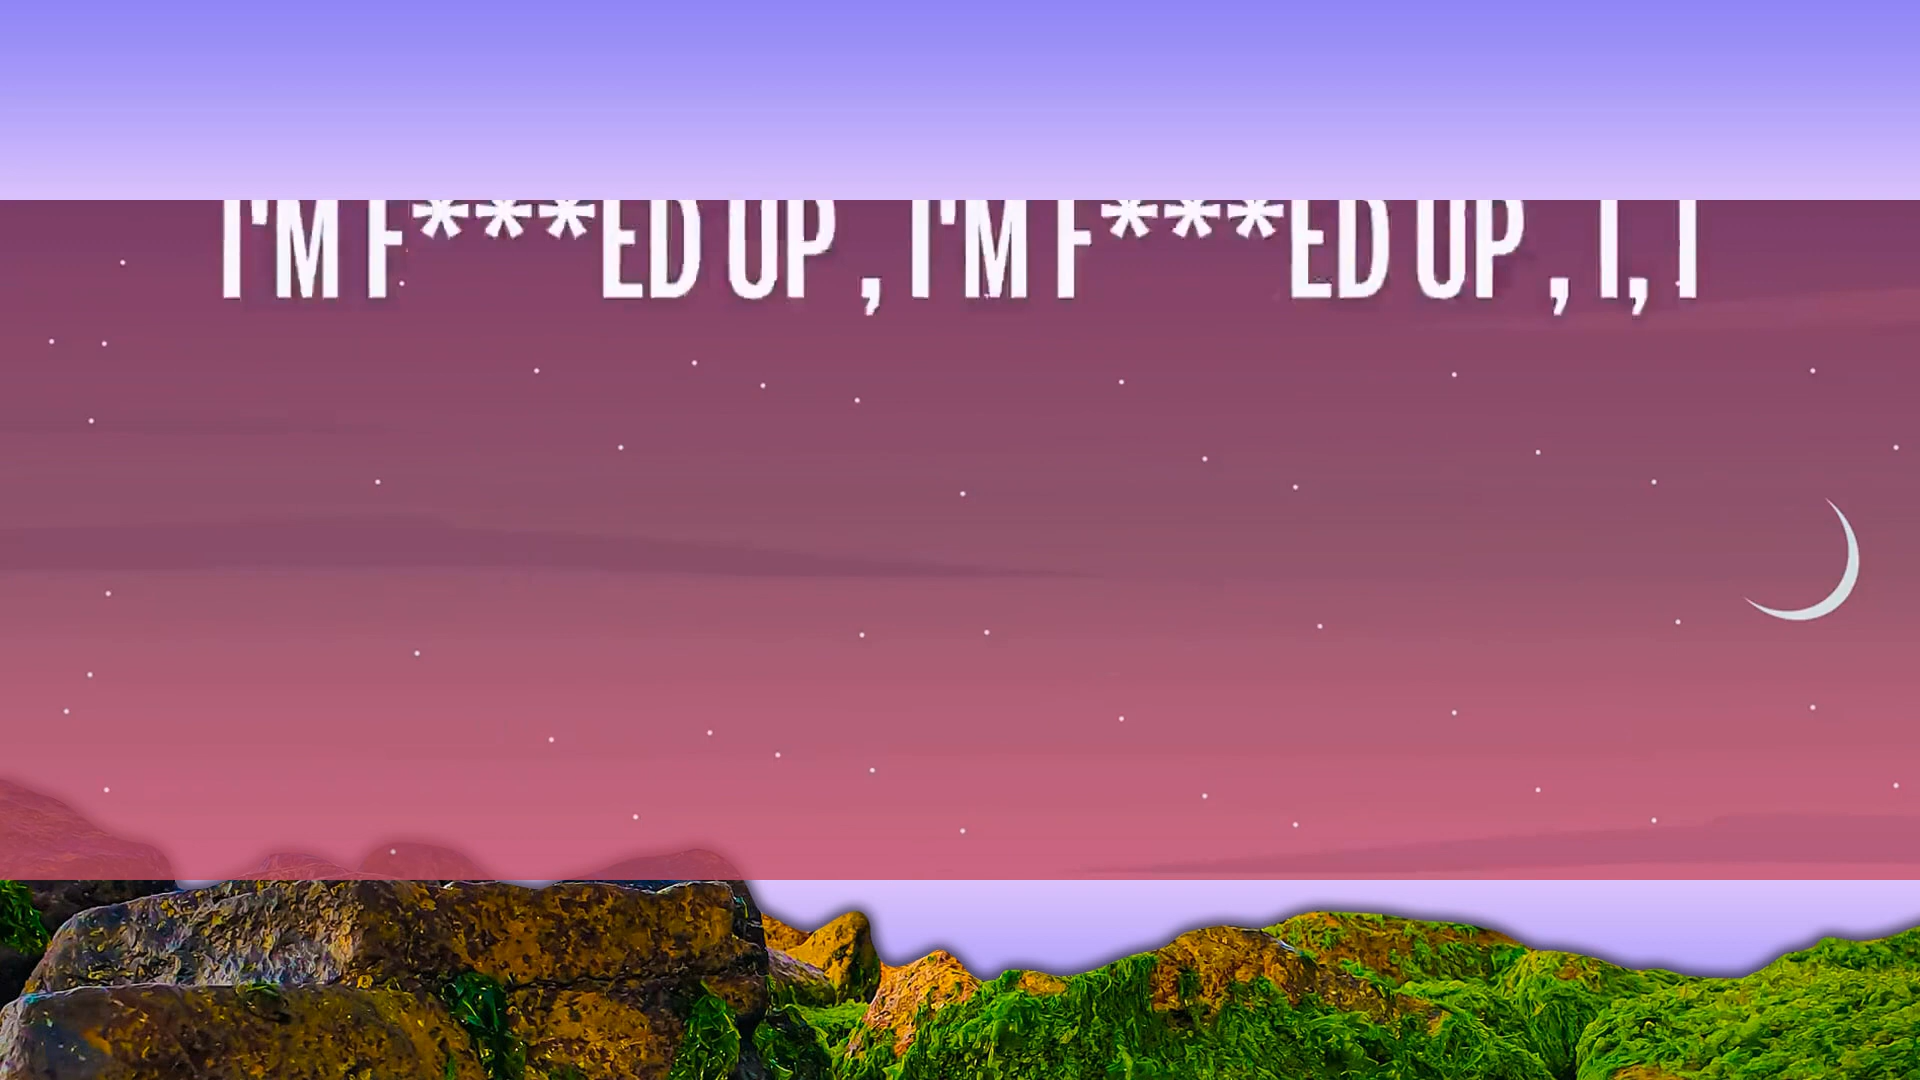 I'M F***ED UP , I'M F***ED UP , I, I